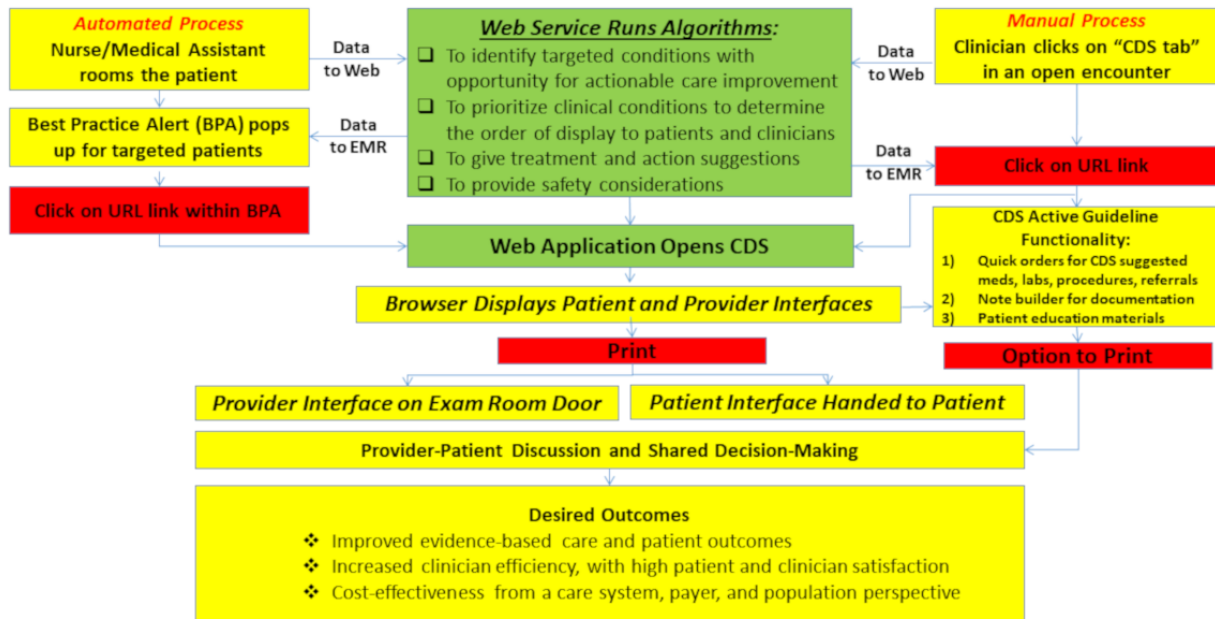 Automated Process
Nurse/Medical Assistant
rooms the patient
Data
to Web
Web Service Runs Algorithms:
❑ To identify targeted conditions with
opportunity for actionable care improvement
❑ To prioritize clinical conditions to determine
the order of display to patients and clinicians
❑ To give treatment and action suggestions
❑ To provide safety considerations
Data
to Web
Manual Process
Clinician clicks on “CDS tab”
in an open encounter
Best Practice Alert (BPA) pops
up for targeted patients
Data
to EMR
Data
to EMR
Click on URL link
Click on URL link within BPA
Web Application Opens CDS
CDS Active Guideline
Functionality:
1) Quick orders for CDS suggested
meds, labs, procedures, referrals
2) Note builder for documentation
3) Patient education materials
Browser Displays Patient and Provider Interfaces
Print
Option to Print
Provider Interface on Exam Room Door
Patient Interface Handed to Patient
Provider-Patient Discussion and Shared Decision-Making
Desired Outcomes
❖ Improved evidence-based care and patient outcomes
❖ Increased clinician efficiency, with high patient and clinician satisfaction
❖ Cost-effectiveness from a care system, payer, and population perspective